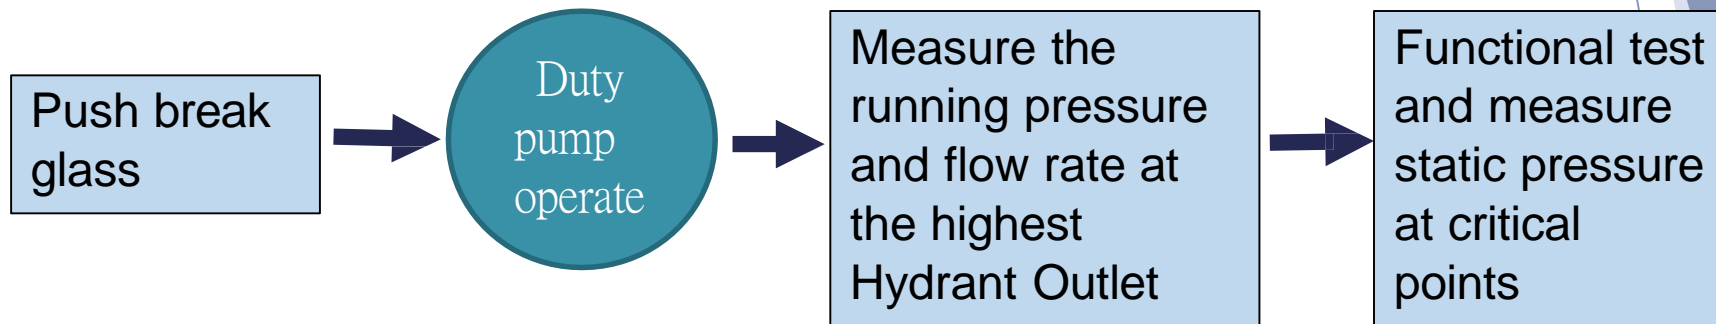 Push break
glass
Duty
pump
operate
Measure the
running pressure
and flow rate at
the highest
Hydrant Outlet
Functional test
and measure
static pressure
at critical
points